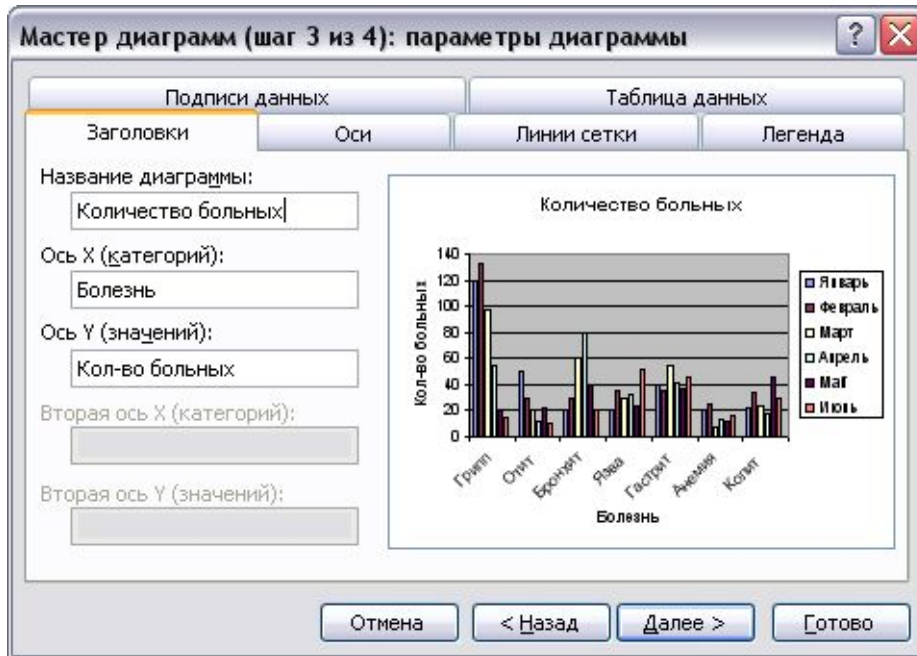 Мастер диаграмм (шаг 3 из 4): параметры диаграммы
Подписи данных
Таблица данных
Заголовки
Оси
Линии сетки
Легенда
Название диаграммы:
Количество больных
Ось X (категорий):
Болезнь
Ось Y (значений):
Кол-во больных
Вторая ось X (категорий):
Вторая ось Y (значений):
Количество больных
Кол-во больных
140
120
100
80
60
40
20
0
Грипп
Отит
Бронхит
Язва
Гастрит
Анемия
Колит
Болезнь
Январь
Февраль
Март
Апрель
Май
Июнь
Отмена
< Назад
Далее >
Готово